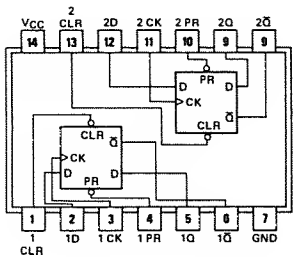 VCC 2 CLR 2D 2 CK 2 PR 2Q 2Q̅
14 13 12 11 10 9 9
PR
D
CK
CLR Q̅
CLR Q̅
CK
D D
PR
1 2 3 4 5 6 7
1 CLR 1D 1 CK 1 PR 1Q 1Q̅ GND